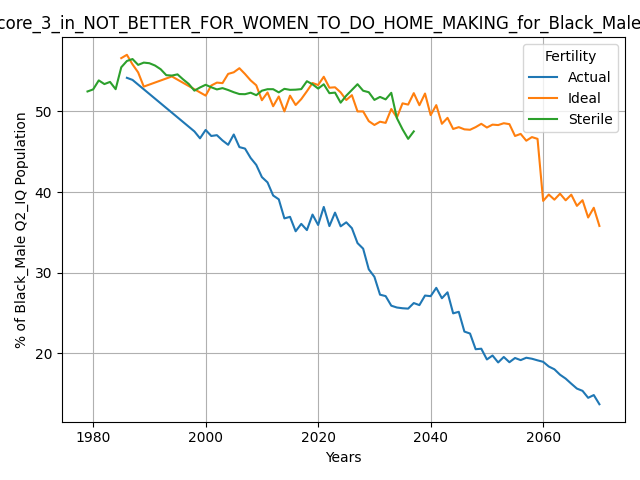 core_3_in_NOT_BETTER_FOR_WOMEN_TO_DO_HOME_MAKING_for_Black_Male
Fertility
Actual
Ideal
Sterile
% of Black_Male Q2_IQ Population
50
40
30
20
1980
2000
2020
2040
2060
Years